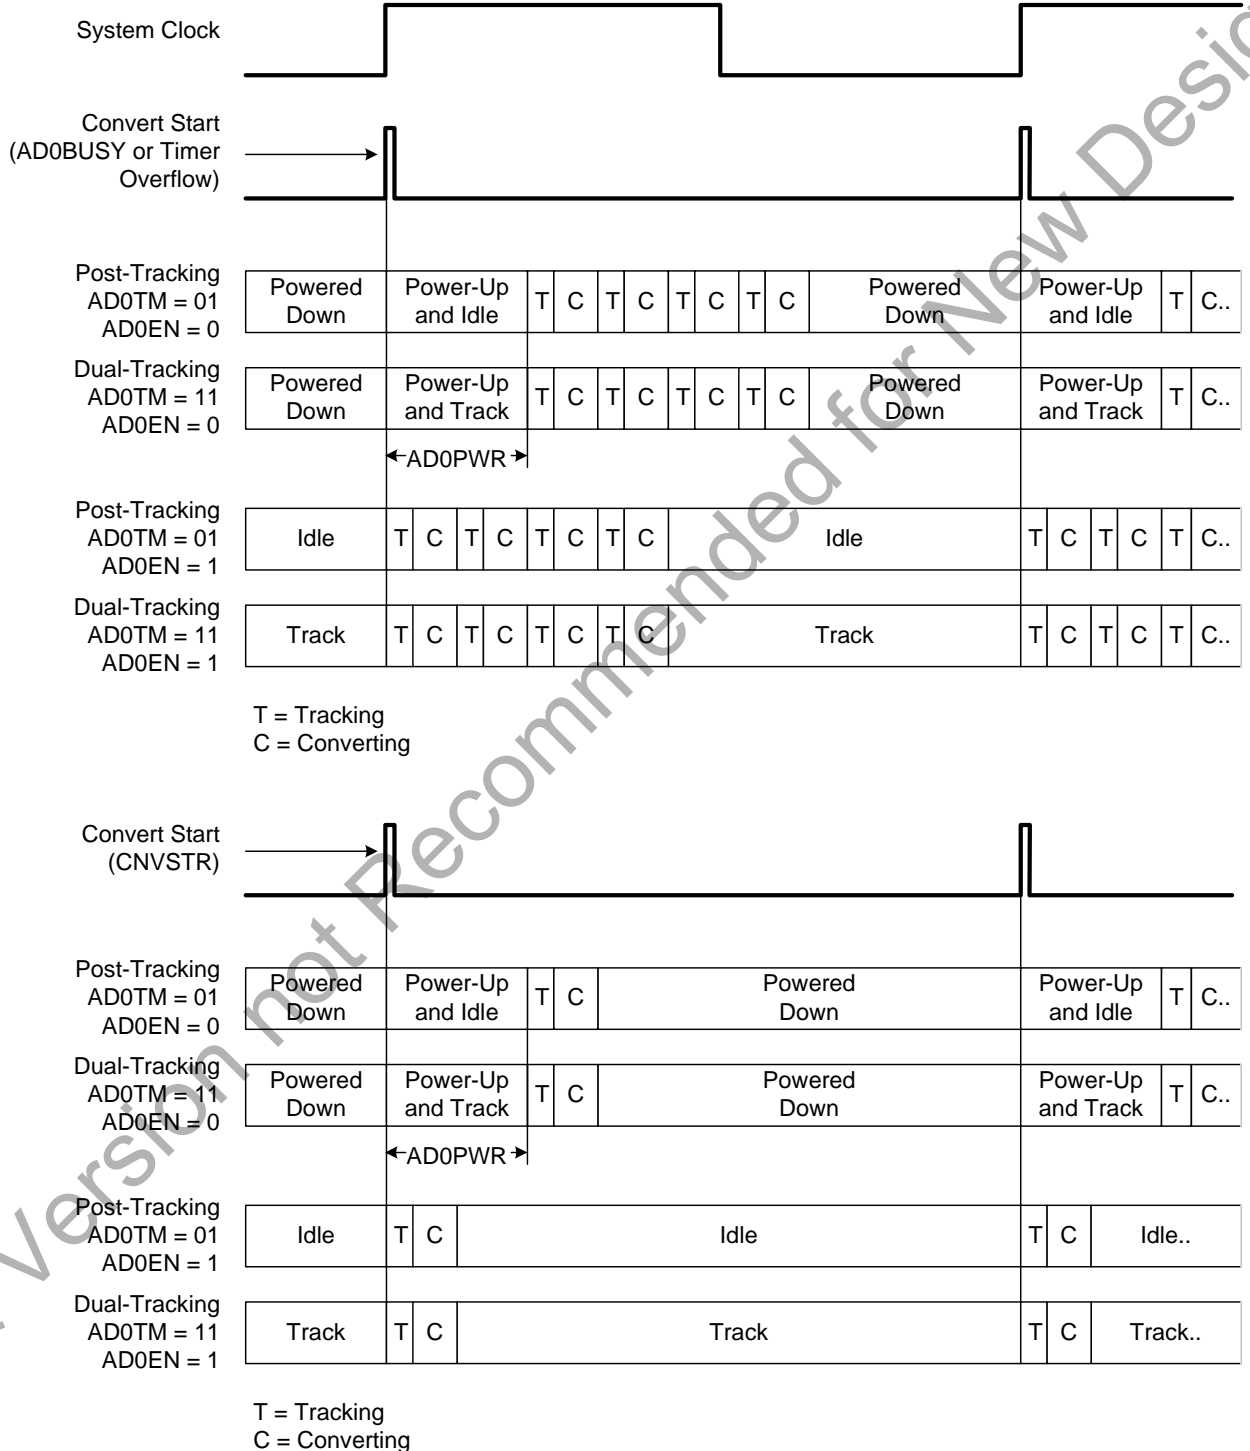 System Clock
Convert Start
(AD0BUSY or Timer
Overflow)
Post-Tracking
AD0TM = 01
AD0EN = 0
Powered
Down
Power-Up
and Idle
T C T C T C T C
Powered
Down
Power-Up
and Idle
T C..
Dual-Tracking
AD0TM = 11
AD0EN = 0
Powered
Down
Power-Up
and Track
T C T C T C T C
Powered
Down
Power-Up
and Track
T C..
AD0PWR
Post-Tracking
AD0TM = 01
AD0EN = 1
Idle T C T C T C T C Idle T C T C T C..
Dual-Tracking
AD0TM = 11
AD0EN = 1
Track T C T C T C T C Track T C T C T C..
T = Tracking
C = Converting
Convert Start
(CNVSTR)
Post-Tracking
AD0TM = 01
AD0EN = 0
Powered
Down
Power-Up
and Idle
T C
Powered
Down
Power-Up
and Idle
T C..
Dual-Tracking
AD0TM = 11
AD0EN = 0
Powered
Down
Power-Up
and Track
T C
Powered
Down
Power-Up
and Track
T C..
AD0PWR
Post-Tracking
AD0TM = 01
AD0EN = 1
Idle T C Idle T C Idle..
Dual-Tracking
AD0TM = 11
AD0EN = 1
Track T C Track T C Track..
T = Tracking
C = Converting
Version not Recommended for New Desig